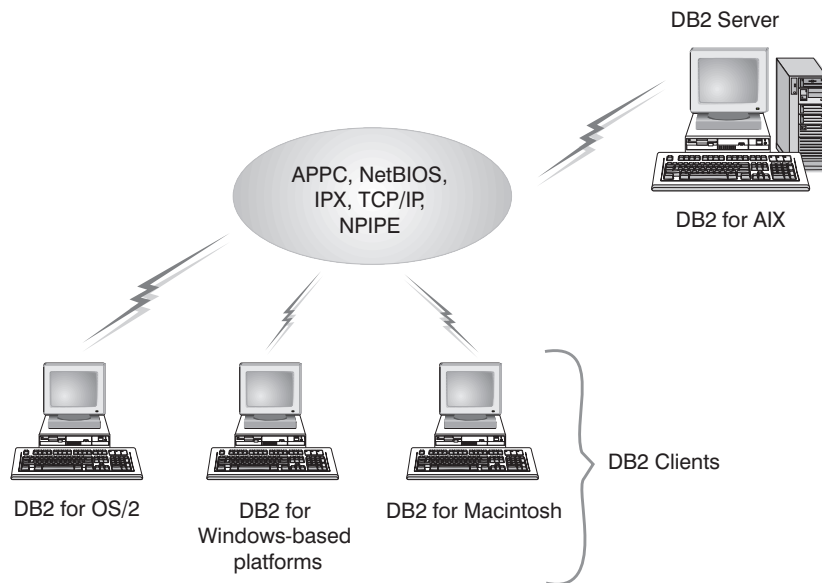 DB2 Server
APPC, NetBIOS,
IPX, TCP/IP,
NPIPE
DB2 for AIX
DB2 Clients
DB2 for OS/2
DB2 for
Windows-based
platforms
DB2 for Macintosh